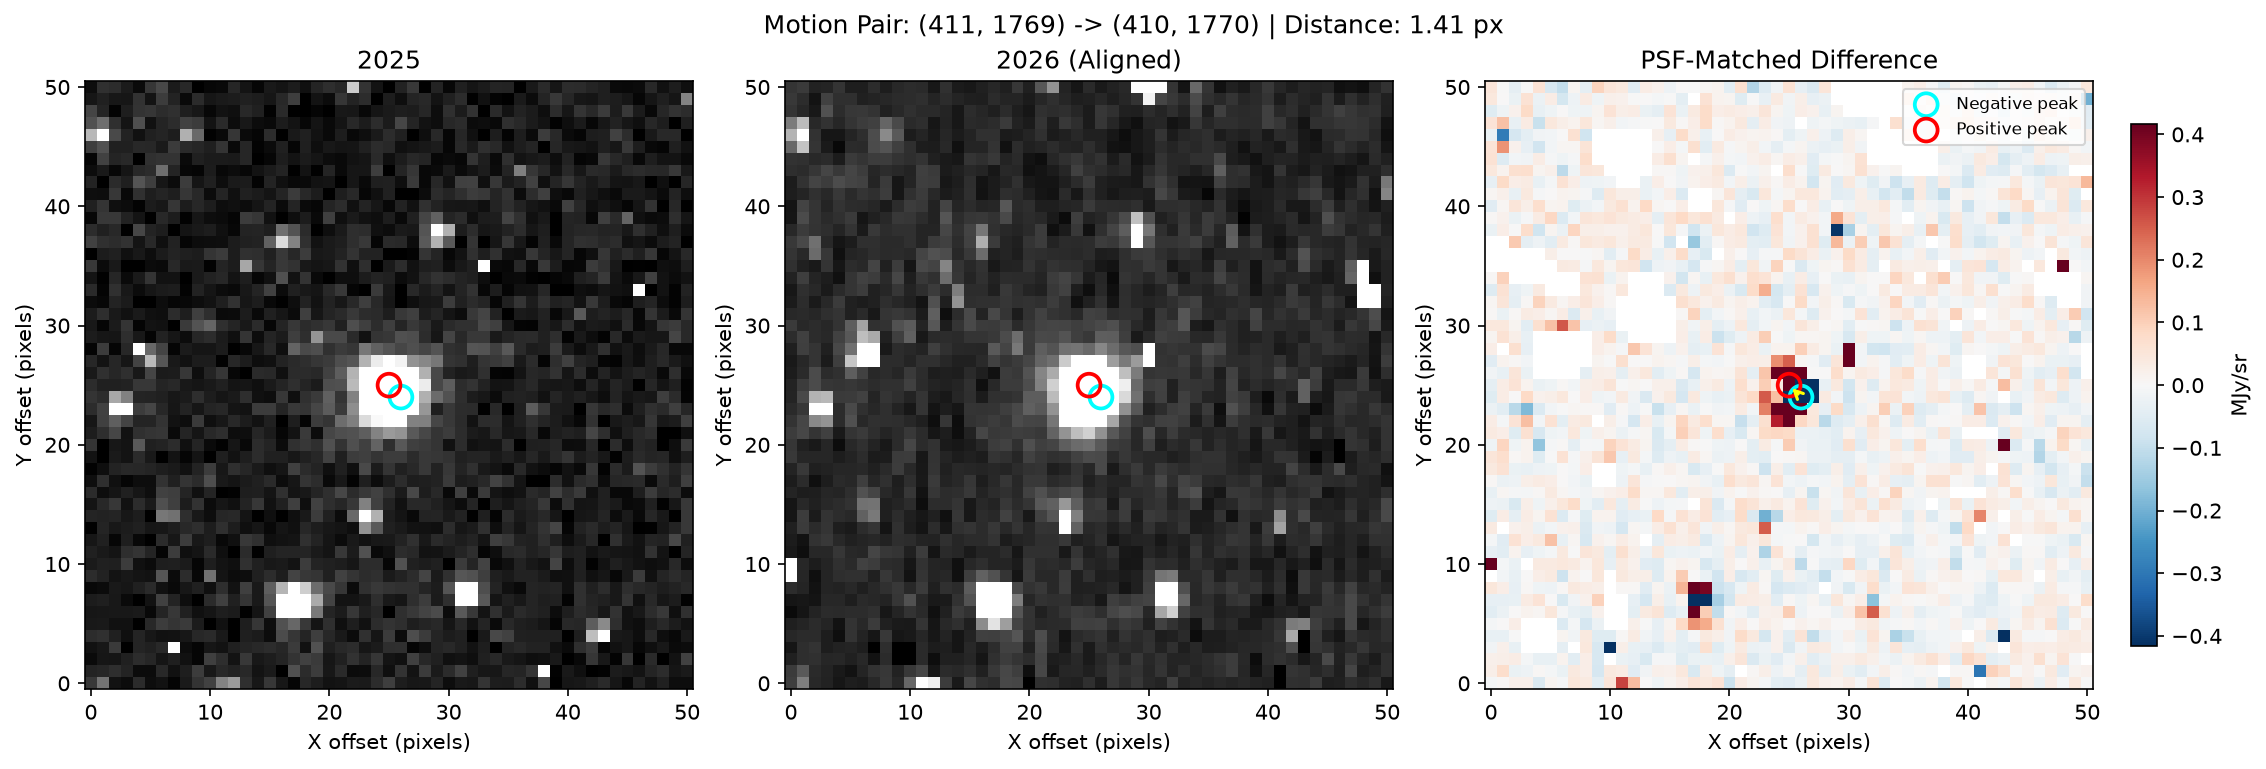 Motion Pair: (411, 1769) -> (410, 1770) | Distance: 1.41 px
2025
2026 (Aligned)
PSF-Matched Difference
Negative peak
Positive peak
50
40
30
20
10
0
Y offset (pixels)
0 10 20 30 40 50
X offset (pixels)
50
40
30
20
10
0
Y offset (pixels)
0 10 20 30 40 50
X offset (pixels)
50
40
30
20
10
0
Y offset (pixels)
0 10 20 30 40 50
X offset (pixels)
0.4
0.3
0.2
0.1
0.0
−0.1
−0.2
−0.3
−0.4
MJy/sr